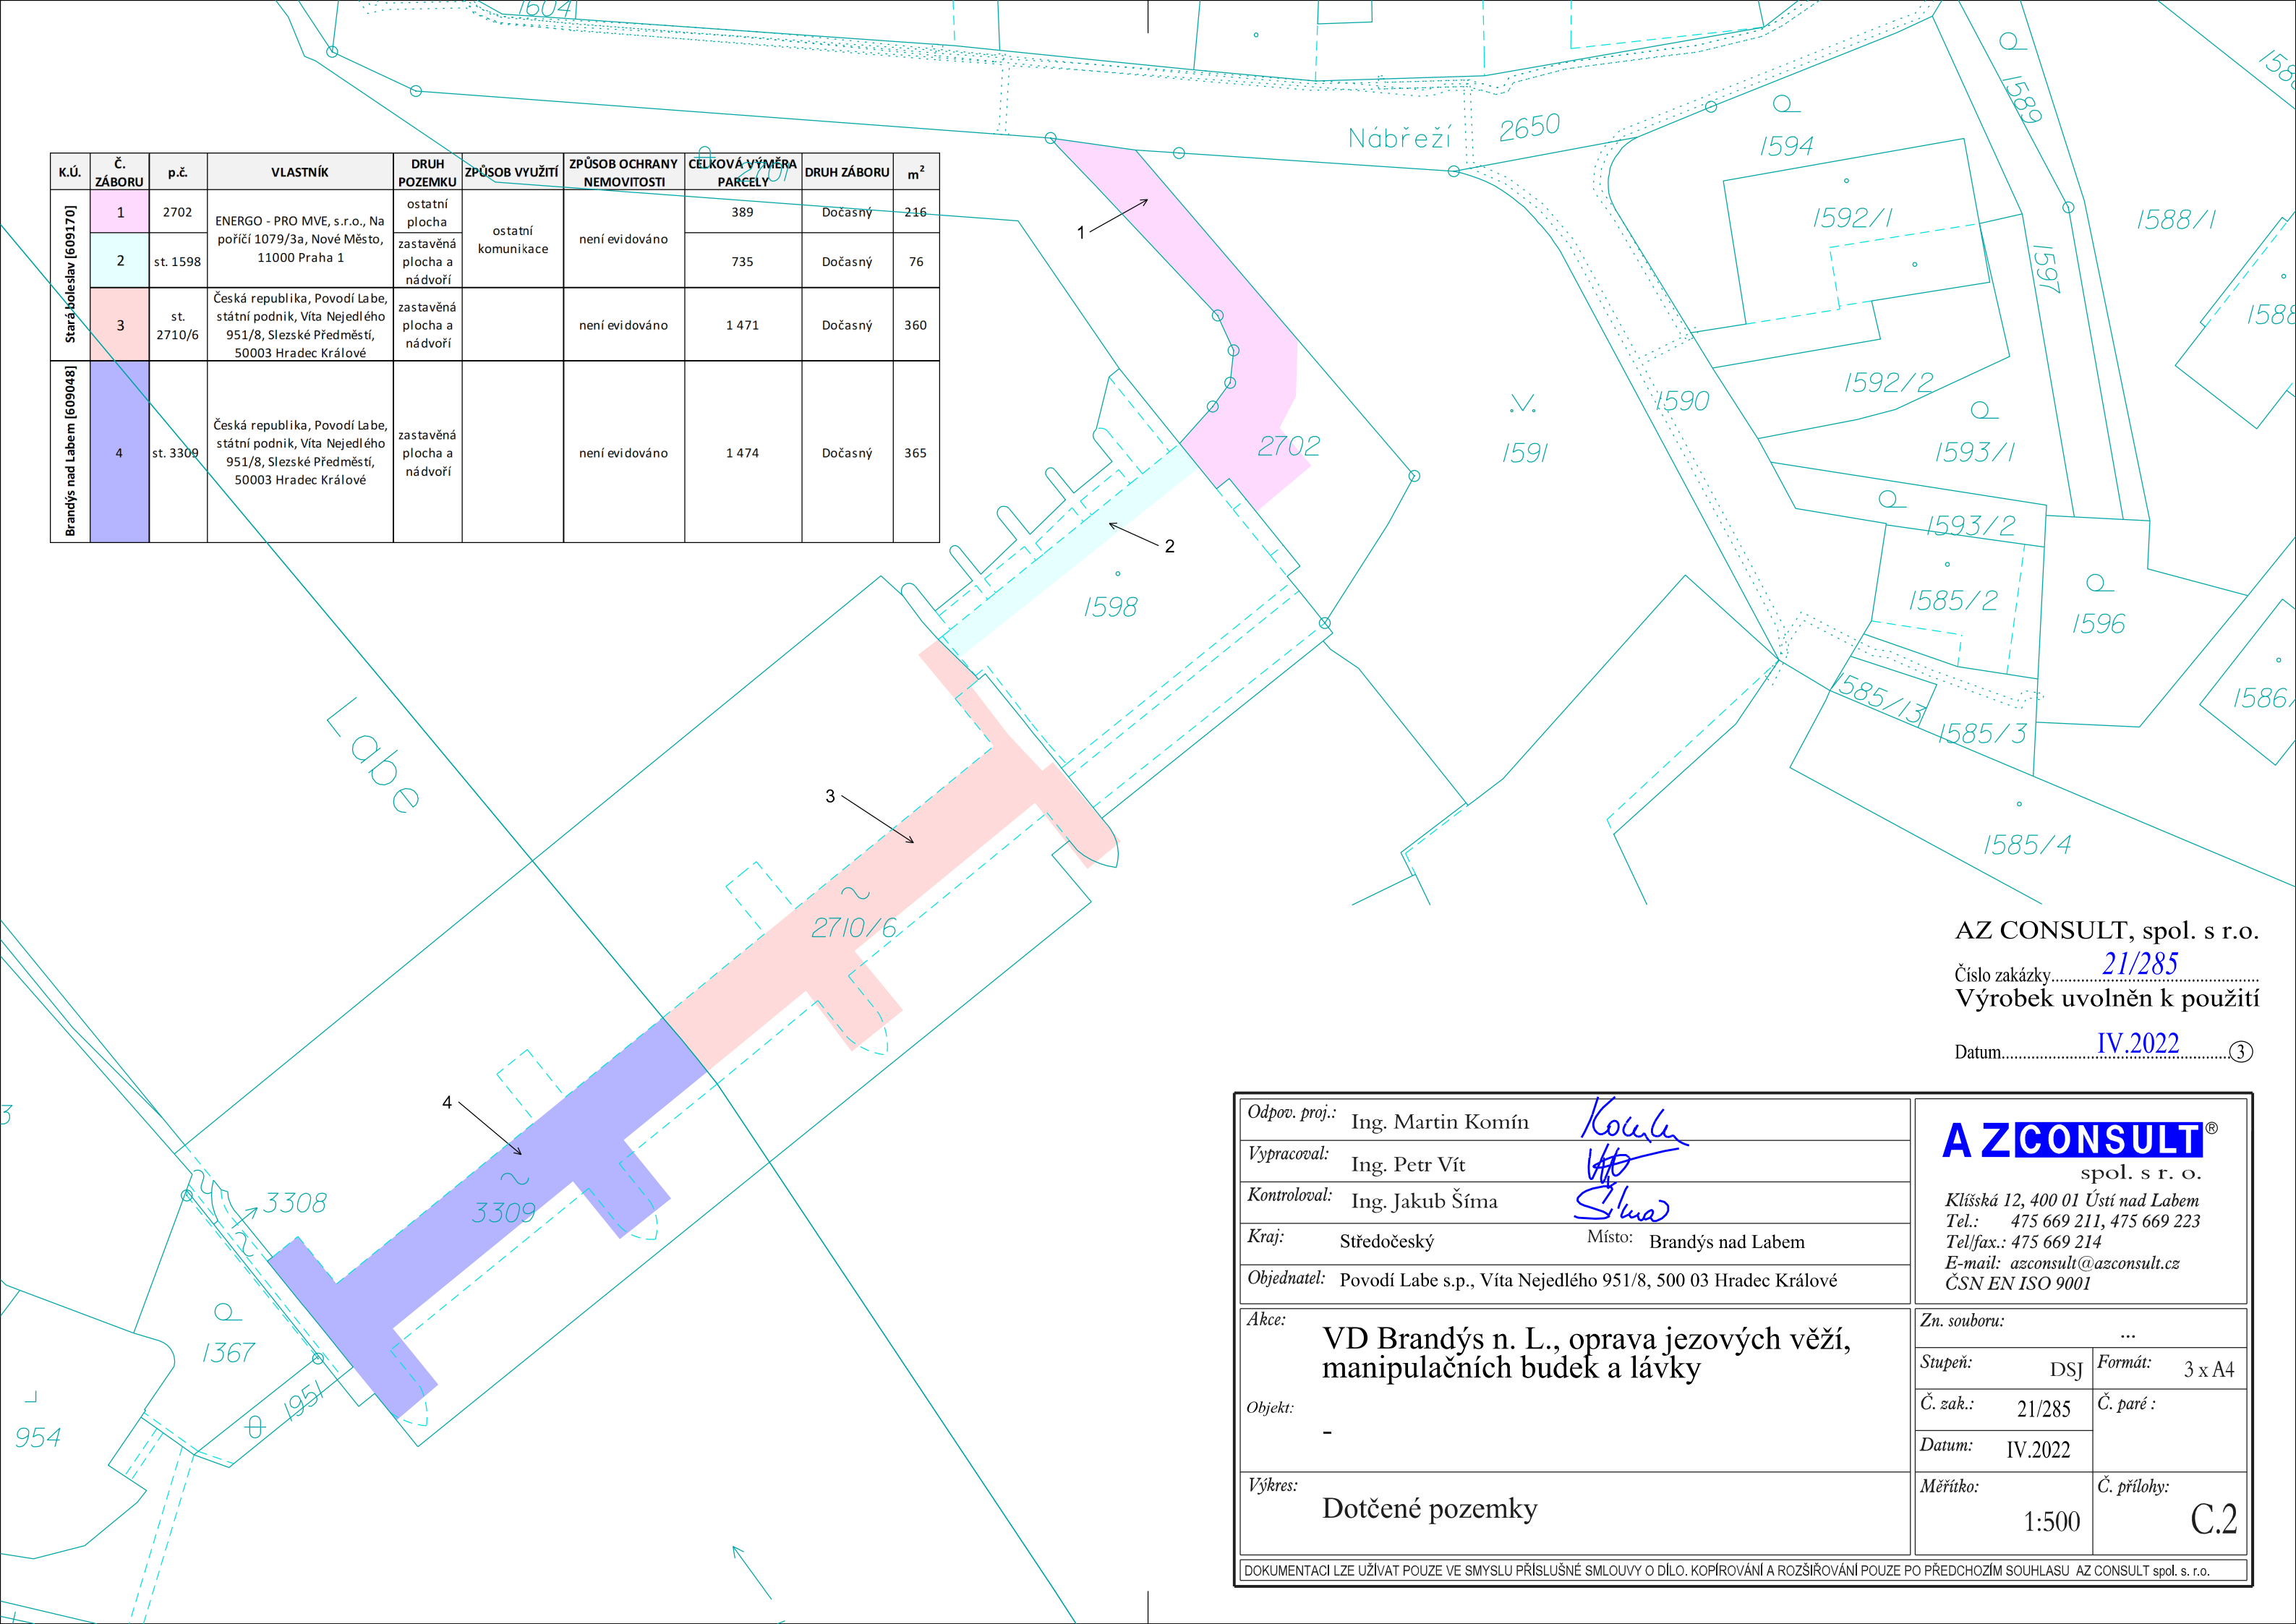 1604
Nábřeží
2650
1594
1589
1592/1
1597
1588/1
1592/2
1590
1593/1
1591
2702
1593/2
1585/2
1596
1598
1585/13
1585/3
1585/4
2701
K.Ú.
Č. ZÁBORU
p.č.
VLASTNÍK
DRUH POZEMKU
ZPŮSOB VYUŽITÍ
ZPŮSOB OCHRANY NEMOVITOSTI
CELKOVÁ VÝMĚRA PARCELY
DRUH ZÁBORU
m²
Stará boleslav [609170]
1
2702
ENERGO - PRO MVE, s.r.o., Na
poříčí 1079/3a, Nové Město,
11000 Praha 1
ostatní
plocha
ostatní
komunikace
není evidováno
389
Dočasný
216
2
st. 1598
zastavěná
plocha a
nádvoří
735
Dočasný
76
3
st.
2710/6
Česká republika, Povodí Labe,
státní podnik, Víta Nejedlého
951/8, Slezské Předměstí,
50003 Hradec Králové
zastavěná
plocha a
nádvoří
není evidováno
1 471
Dočasný
360
Brandýs nad Labem [609048]
4
st. 3309
Česká republika, Povodí Labe,
státní podnik, Víta Nejedlého
951/8, Slezské Předměstí,
50003 Hradec Králové
zastavěná
plocha a
nádvoří
není evidováno
1 474
Dočasný
365
1
2
3
4
Labe
2710/6
3309
3308
1367
1951
954
AZ CONSULT, spol. s r.o.
Číslo zakázky 21/285
Výrobek uvolněn k použití
Datum IV.2022 3
Odpov. proj.: Ing. Martin Komín
Vypracoval: Ing. Petr Vít
Kontroloval: Ing. Jakub Šíma
Kraj: Středočeský Místo: Brandýs nad Labem
Objednatel: Povodí Labe s.p., Víta Nejedlého 951/8, 500 03 Hradec Králové
AZ CONSULT®
spol. s r. o.
Klíšská 12, 400 01 Ústí nad Labem
Tel.: 475 669 211, 475 669 223
Tel/fax.: 475 669 214
E-mail: azconsult@azconsult.cz
ČSN EN ISO 9001
Akce:
VD Brandýs n. L., oprava jezových věží,
manipulačních budek a lávky
Objekt:
-
Výkres:
Dotčené pozemky
Zn. souboru:
...
Stupeň: DSJ
Formát: 3 x A4
Č. zak.: 21/285
Č. paré :
Datum: IV.2022
Měřítko:
1:500
Č. přílohy:
C.2
DOKUMENTACI LZE UŽÍVAT POUZE VE SMYSLU PŘÍSLUŠNÉ SMLOUVY O DÍLO. KOPÍROVÁNÍ A ROZŠIŘOVÁNÍ POUZE PO PŘEDCHOZÍM SOUHLASU AZ CONSULT spol. s. r.o.